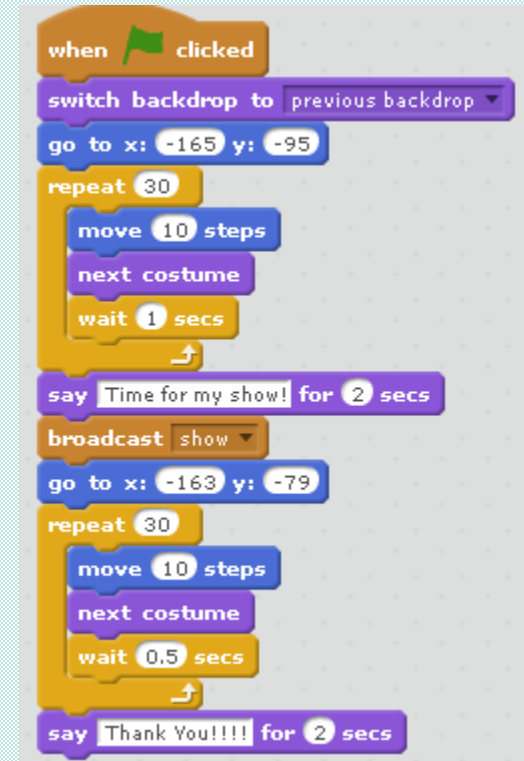 when clicked
switch backdrop to previous backdrop
go to x: -165 y: -95
repeat 30
move 10 steps
next costume
wait 1 secs
say Time for my show! for 2 secs
broadcast show
go to x: -163 y: -79
repeat 30
move 10 steps
next costume
wait 0.5 secs
say Thank You!!!! for 2 secs